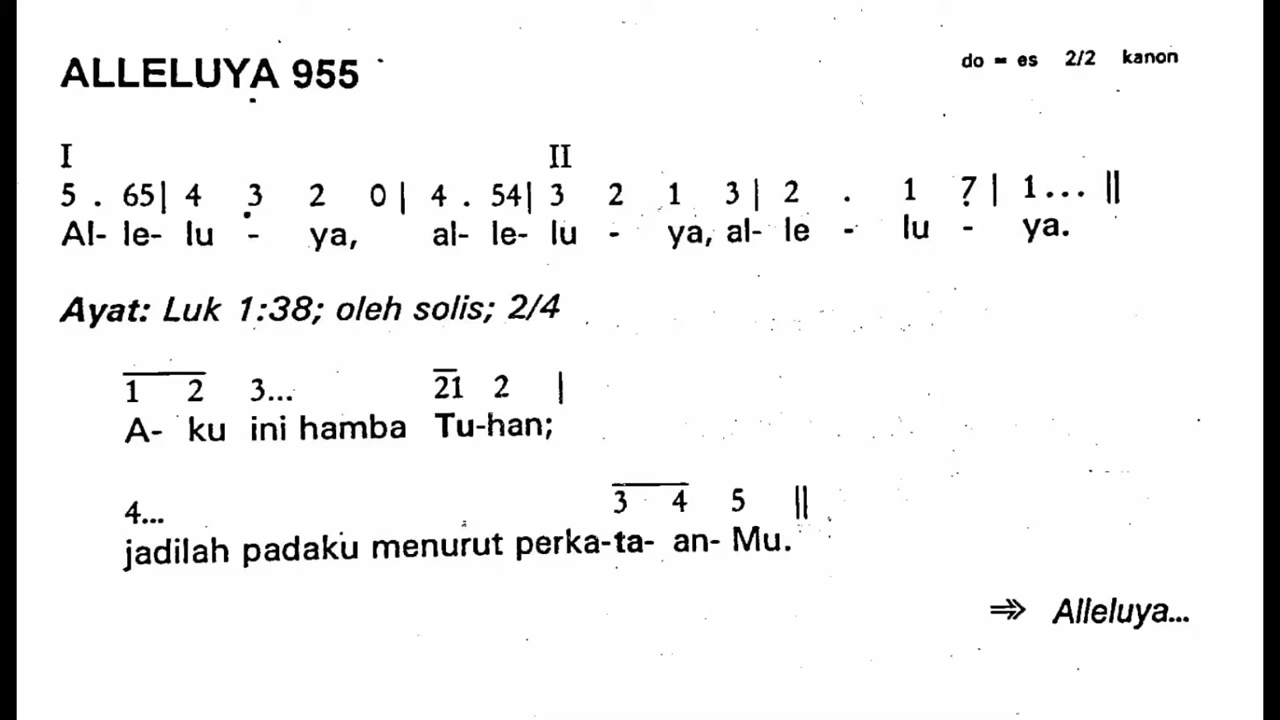 ALLELUYA 955
do = es 2/2 kanon
I II
5 . 65| 4 3 2 0| 4 . 54| 3 2 1 3| 2 . 1 7| 1... ||
Al- le- lu - ya, al- le- lu - ya, al- le - lu - ya.
Ayat: Luk 1:38; oleh solis; 2/4
1 2 3... 21 2 |
A- ku ini hamba Tu-han;
4... 3 4 5 ||
jadilah padaku menurut perka-ta- an- Mu.
⇒ Alleluya...